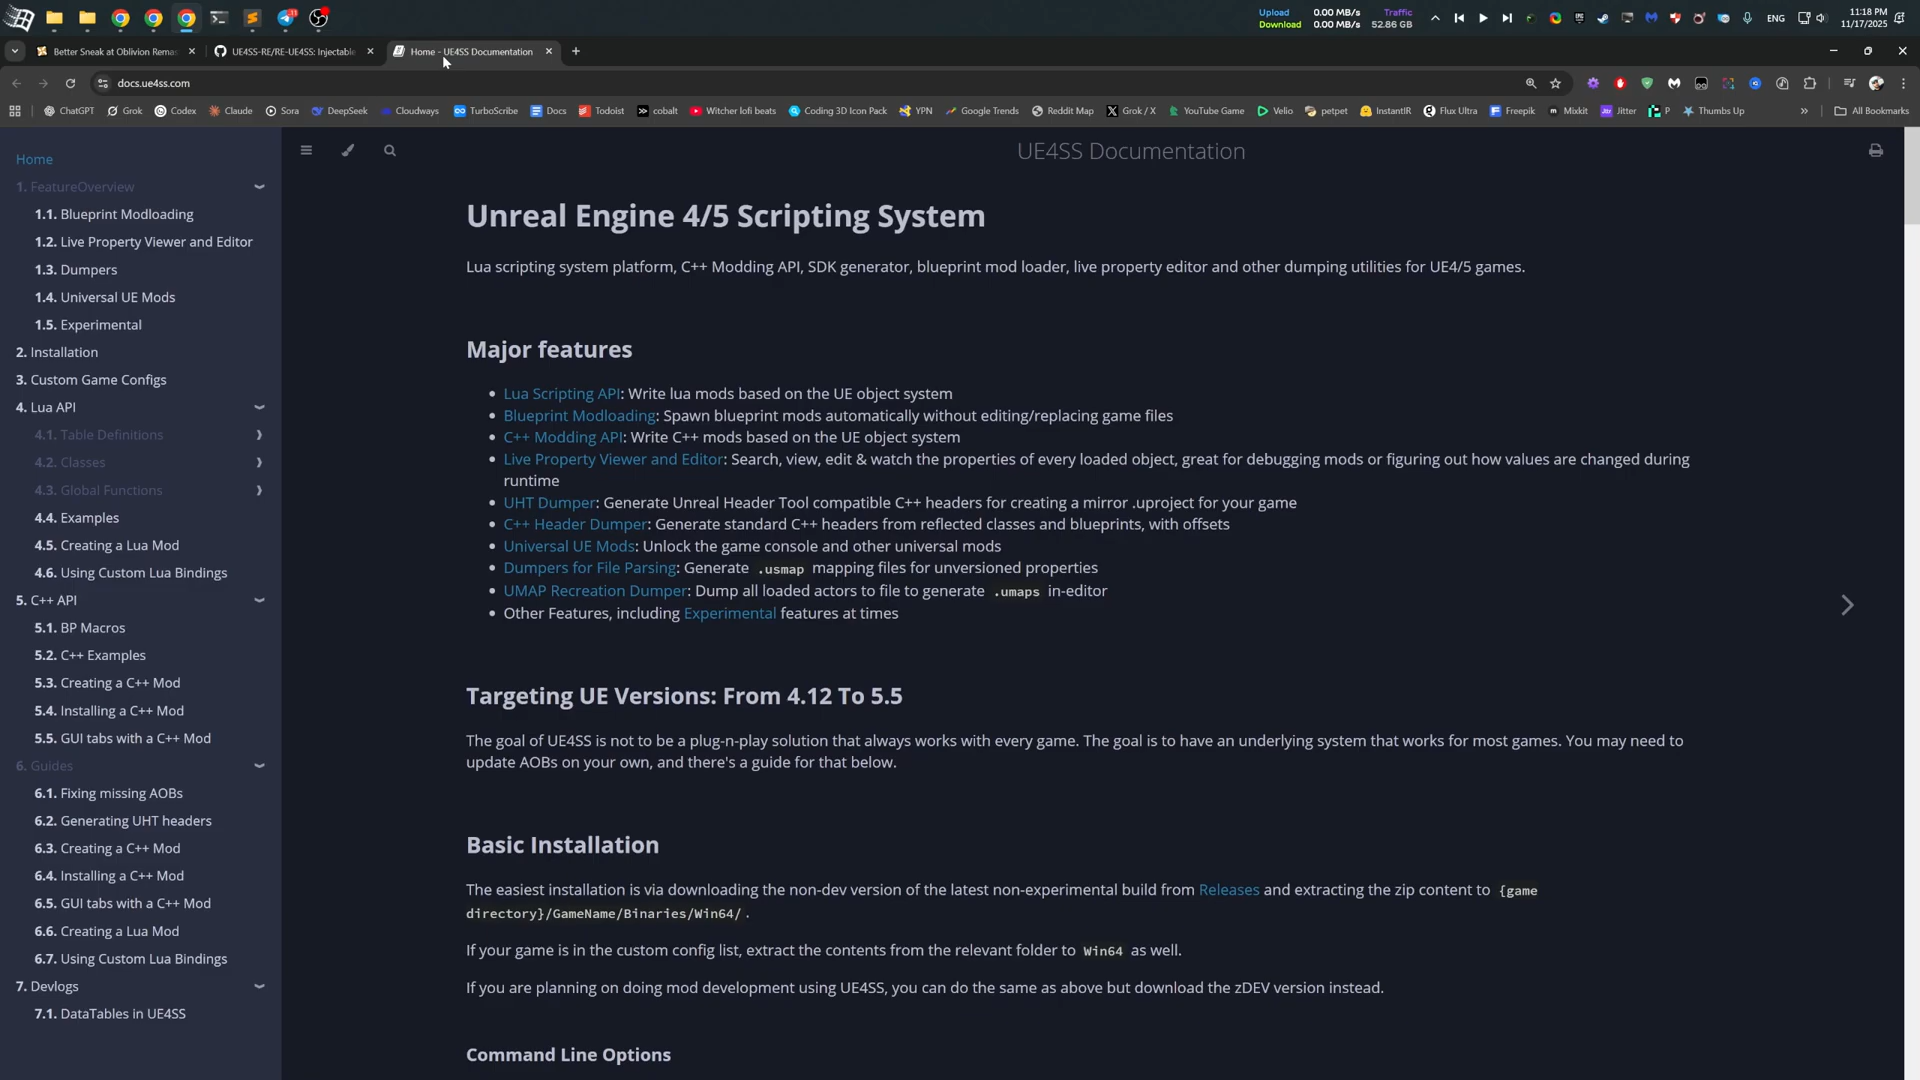 Upload 0.00 MB/s Traffic
Download 0.00 MB/s 52.86 GB
ENG
11:18 PM
11/17/2025
Better Sneak at Oblivion Remas
UE4SS-RE/RE-UE4SS: Injectable
Home - UE4SS Documentation
docs.ue4ss.com
ChatGPT Grok Codex Claude Sora DeepSeek Cloudways TurboScribe Docs Todoist cobalt Witcher lofi beats Coding 3D Icon Pack YPN Google Trends Reddit Map Grok / X YouTube Game Velio petpet InstantIR Flux Ultra Freepik Mixkit Jitter P Thumbs Up » All Bookmarks
Home
1. FeatureOverview
1.1. Blueprint Modloading
1.2. Live Property Viewer and Editor
1.3. Dumpers
1.4. Universal UE Mods
1.5. Experimental
2. Installation
3. Custom Game Configs
4. Lua API
4.1. Table Definitions
4.2. Classes
4.3. Global Functions
4.4. Examples
4.5. Creating a Lua Mod
4.6. Using Custom Lua Bindings
5. C++ API
5.1. BP Macros
5.2. C++ Examples
5.3. Creating a C++ Mod
5.4. Installing a C++ Mod
5.5. GUI tabs with a C++ Mod
6. Guides
6.1. Fixing missing AOBs
6.2. Generating UHT headers
6.3. Creating a C++ Mod
6.4. Installing a C++ Mod
6.5. GUI tabs with a C++ Mod
6.6. Creating a Lua Mod
6.7. Using Custom Lua Bindings
7. Devlogs
7.1. DataTables in UE4SS
UE4SS Documentation
Unreal Engine 4/5 Scripting System
Lua scripting system platform, C++ Modding API, SDK generator, blueprint mod loader, live property editor and other dumping utilities for UE4/5 games.
Major features
• Lua Scripting API: Write lua mods based on the UE object system
• Blueprint Modloading: Spawn blueprint mods automatically without editing/replacing game files
• C++ Modding API: Write C++ mods based on the UE object system
• Live Property Viewer and Editor: Search, view, edit & watch the properties of every loaded object, great for debugging mods or figuring out how values are changed during
runtime
• UHT Dumper: Generate Unreal Header Tool compatible C++ headers for creating a mirror .uproject for your game
• C++ Header Dumper: Generate standard C++ headers from reflected classes and blueprints, with offsets
• Universal UE Mods: Unlock the game console and other universal mods
• Dumpers for File Parsing: Generate .usmap mapping files for unversioned properties
• UMAP Recreation Dumper: Dump all loaded actors to file to generate .umaps in-editor
• Other Features, including Experimental features at times
Targeting UE Versions: From 4.12 To 5.5
The goal of UE4SS is not to be a plug-n-play solution that always works with every game. The goal is to have an underlying system that works for most games. You may need to
update AOBs on your own, and there's a guide for that below.
Basic Installation
The easiest installation is via downloading the non-dev version of the latest non-experimental build from Releases and extracting the zip content to {game
directory}/GameName/Binaries/Win64/.
If your game is in the custom config list, extract the contents from the relevant folder to Win64 as well.
If you are planning on doing mod development using UE4SS, you can do the same as above but download the zDEV version instead.
Command Line Options